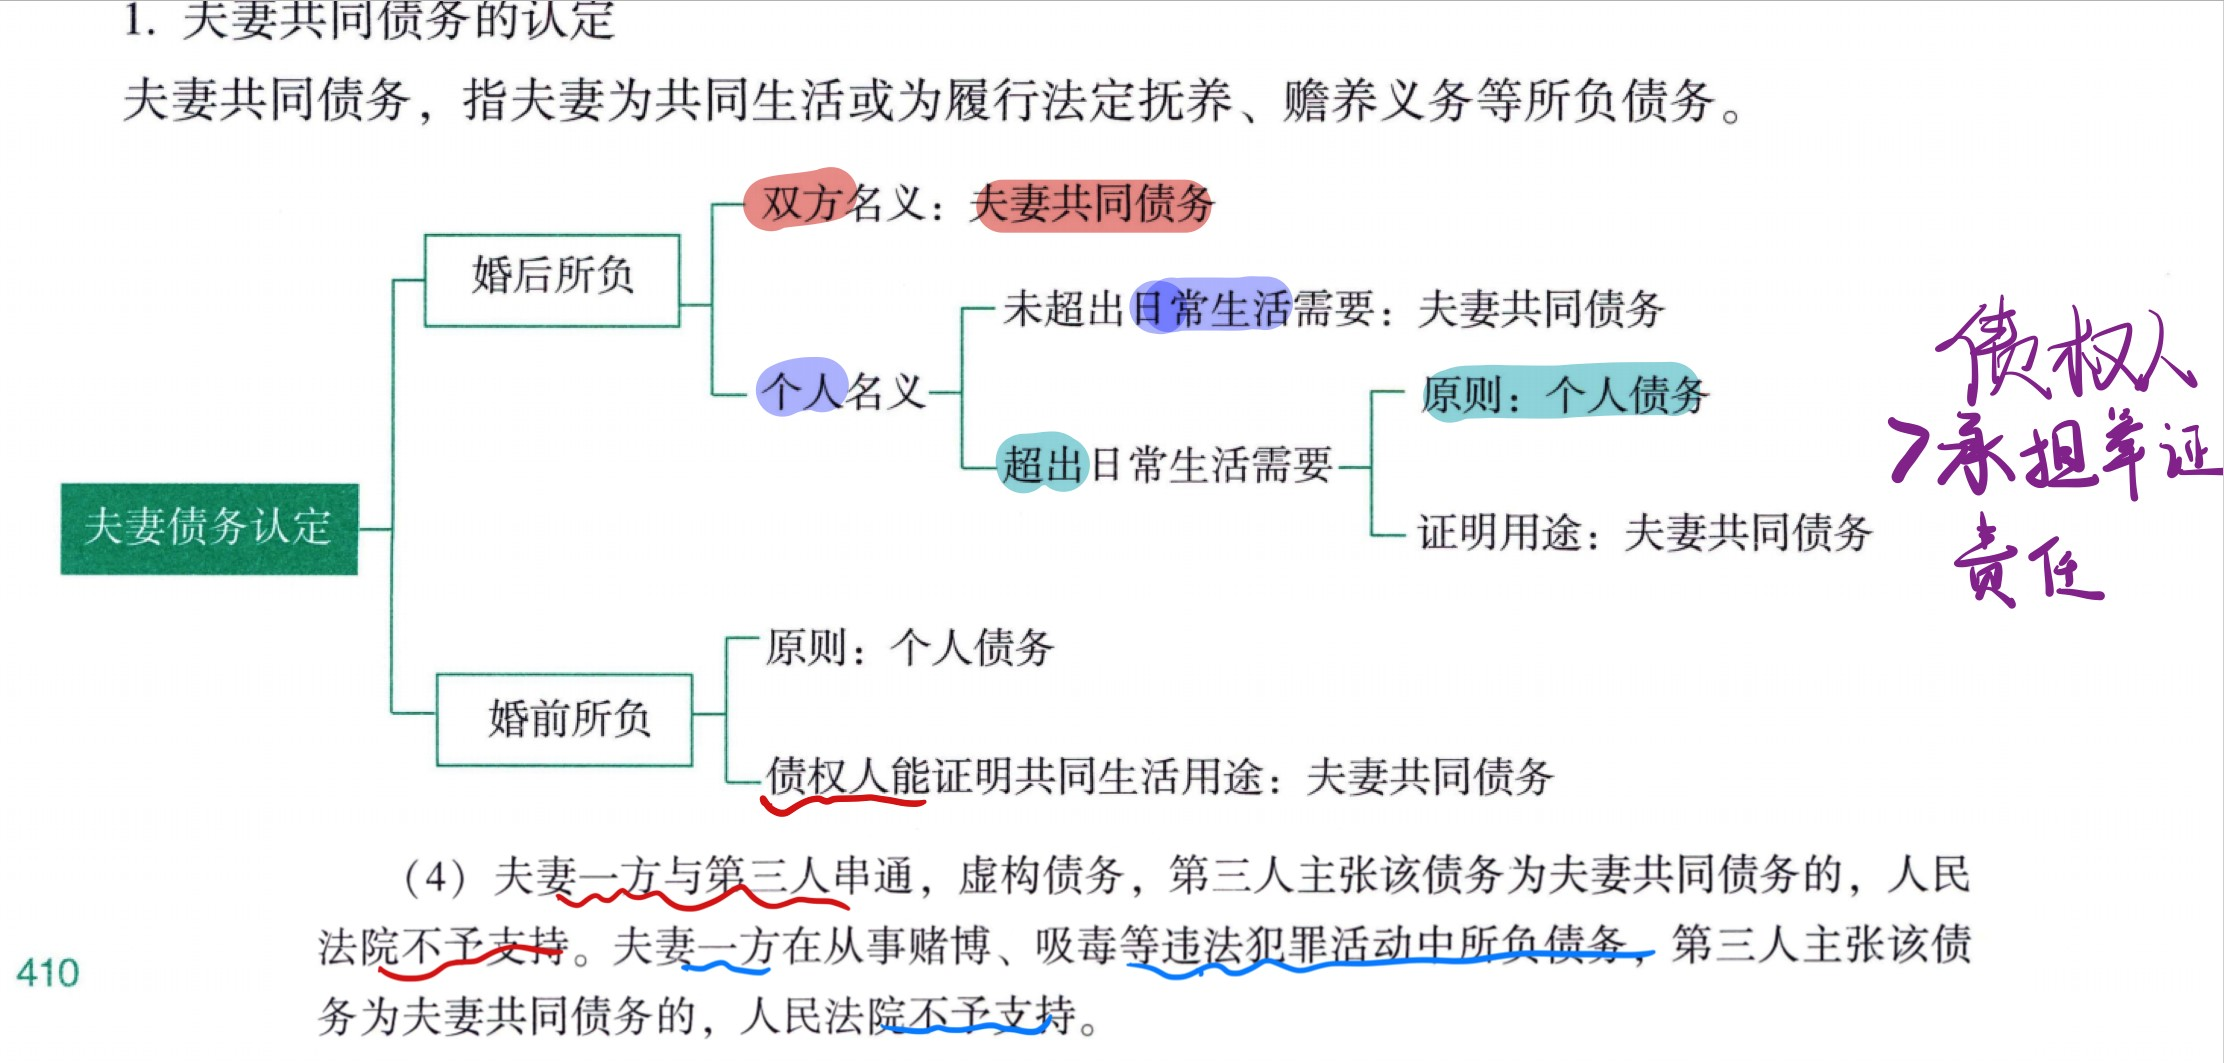 1. 夫妻共同债务的认定
夫妻共同债务，指夫妻为共同生活或为履行法定抚养、赡养义务等所负债务。
双方名义：夫妻共同债务
婚后所负
未超出日常生活需要：夫妻共同债务
个人名义
原则：个人债务
超出日常生活需要
证明用途：夫妻共同债务
债权人
承担举证
责任
夫妻债务认定
原则：个人债务
婚前所负
债权人能证明共同生活用途：夫妻共同债务
（4）夫妻一方与第三人串通，虚构债务，第三人主张该债务为夫妻共同债务的，人民
法院不予支持。夫妻一方在从事赌博、吸毒等违法犯罪活动中所负债务，第三人主张该债
务为夫妻共同债务的，人民法院不予支持。
410